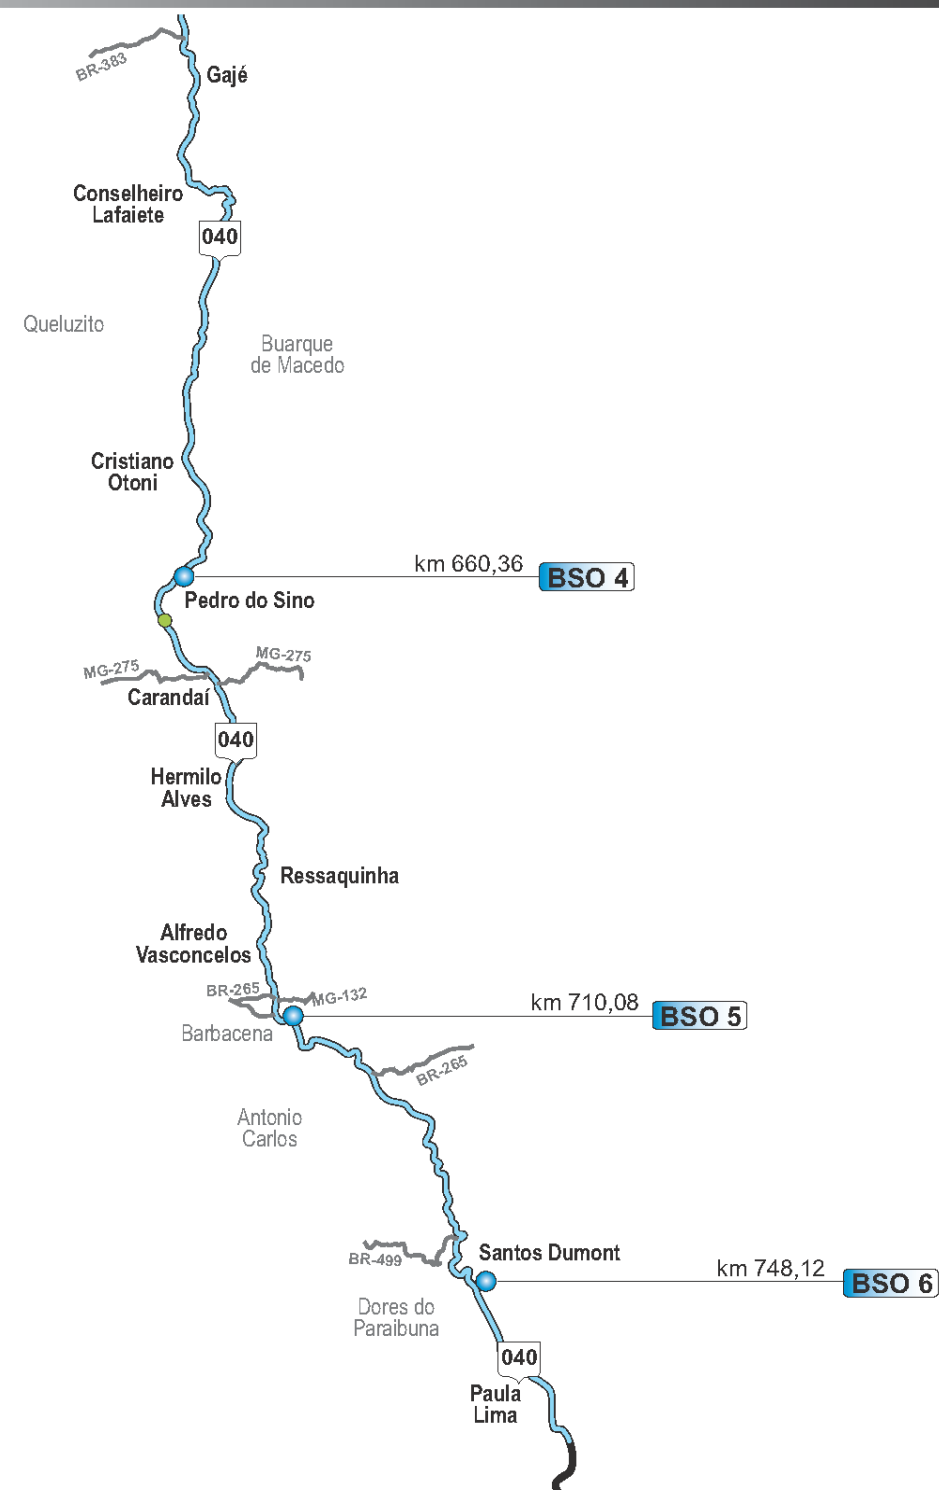 BR-383
Gajé
Conselheiro
Lafaiete
040
Queluzito
Buarque
de Macedo
Cristiano
Otoni
km 660,36
BSO 4
Pedro do Sino
MG-275
MG-275
Carandaí
040
Hermilo
Alves
Ressaquinha
Alfredo
Vasconcelos
BR-265
MG-132
km 710,08
BSO 5
Barbacena
BR-265
Antonio
Carlos
BR-499
Santos Dumont
km 748,12
BSO 6
Dores do
Paraibuna
040
Paula
Lima